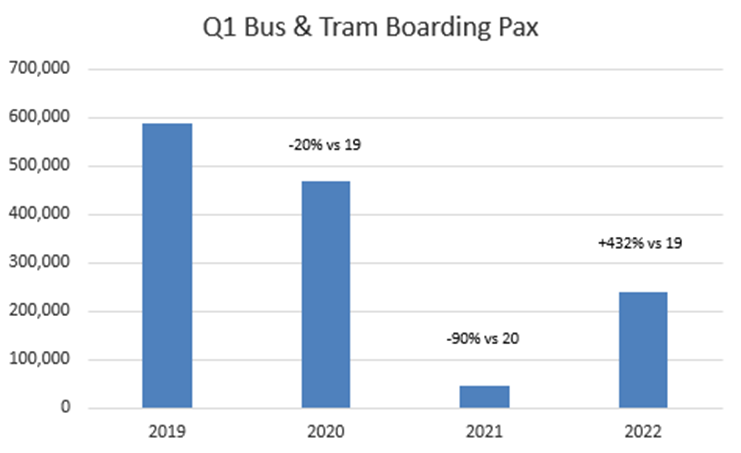 Q1 Bus & Tram Boarding Pax
700,000
600,000
500,000
400,000
300,000
200,000
100,000
0
-20% vs 19
-90% vs 20
+432% vs 19
2019 2020 2021 2022